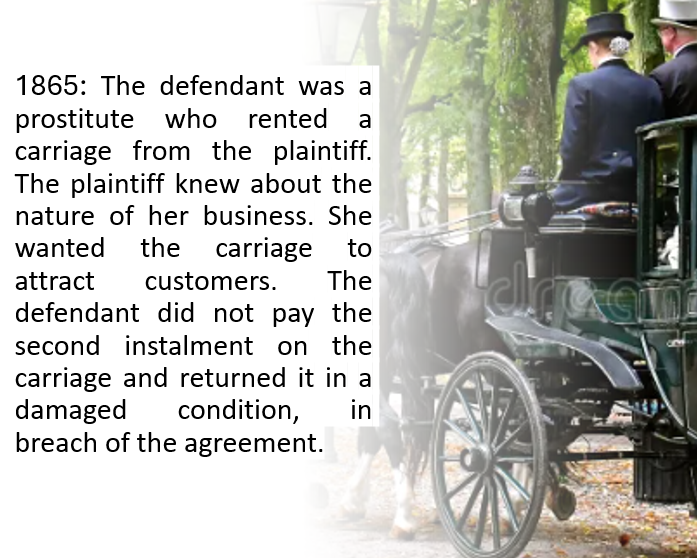 1865: The defendant was a
prostitute who rented a
carriage from the plaintiff.
The plaintiff knew about the
nature of her business. She
wanted the carriage to
attract customers. The
defendant did not pay the
second instalment on the
carriage and returned it in a
damaged condition, in
breach of the agreement.